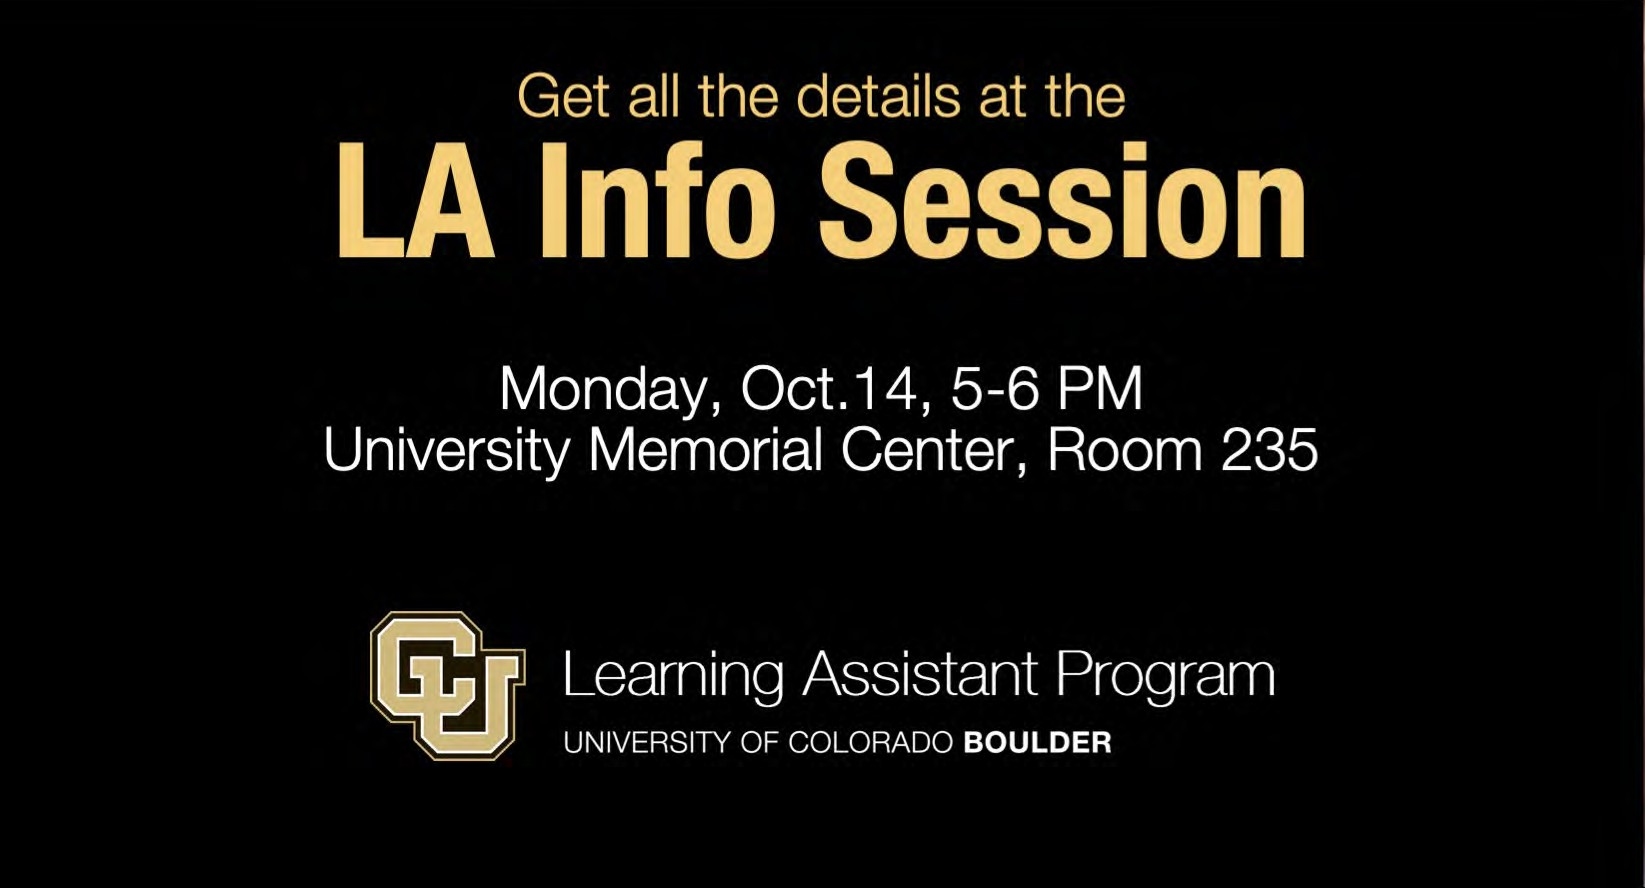 Get all the details at the
LA Info Session
Monday, Oct.14, 5-6 PM
University Memorial Center, Room 235
CU
Learning Assistant Program
UNIVERSITY OF COLORADO BOULDER